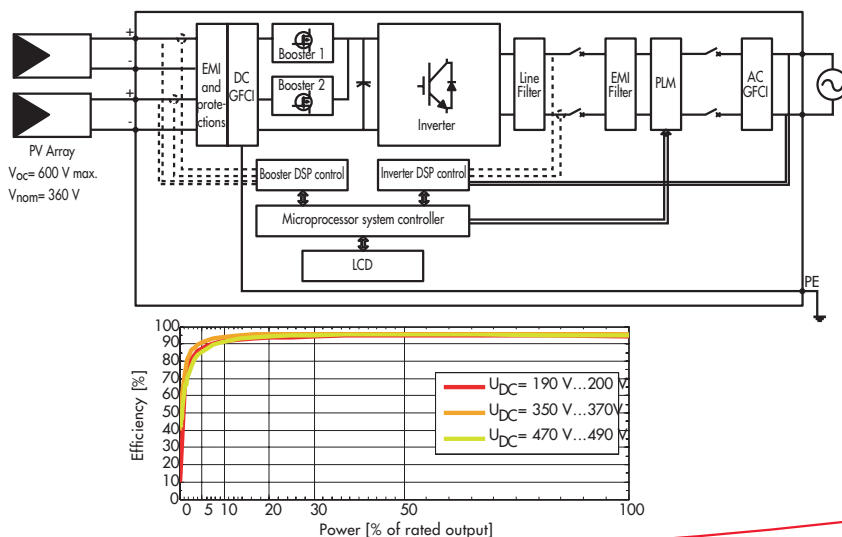 +
-
+
-
PV Array
Voc= 600 V max.
Vnom= 360 V
EMI
and
prote-
ctions
DC
GFCI
Booster 1
Booster 2
Inverter
Line
Filter
EMI
Filter
PLM
AC
GFCI
Booster DSP control
Inverter DSP control
Microprocessor system controller
LCD
PE
Efficiency [%]
100
90
80
70
60
50
40
30
20
10
0
0 5 10 20 30 50 100
Power [% of rated output]
UDC= 190 V...200 V
UDC= 350 V...370V
UDC= 470 V...490 V